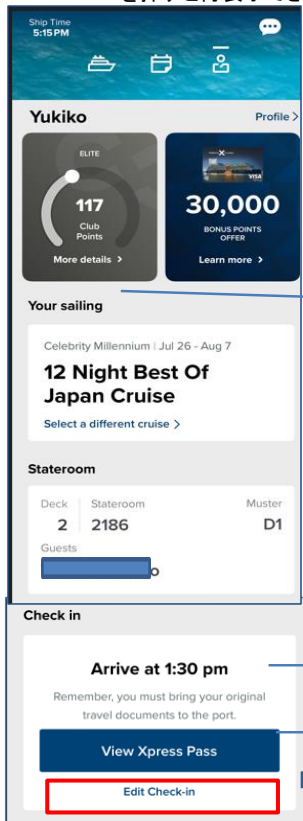 Ship Time
5:15 PM
Yukiko
Profile >
ELITE
117
Club
Points
More details >
VISA
30,000
BONUS POINTS
OFFER
Learn more >
Your sailing
Celebrity Millennium | Jul 26 - Aug 7
12 Night Best Of
Japan Cruise
Select a different cruise >
Stateroom
Deck Stateroom Muster
2 2186 D1
Guests
o
Check in
Arrive at 1:30 pm
Remember, you must bring your original
travel documents to the port.
View Xpress Pass
Edit Check-in